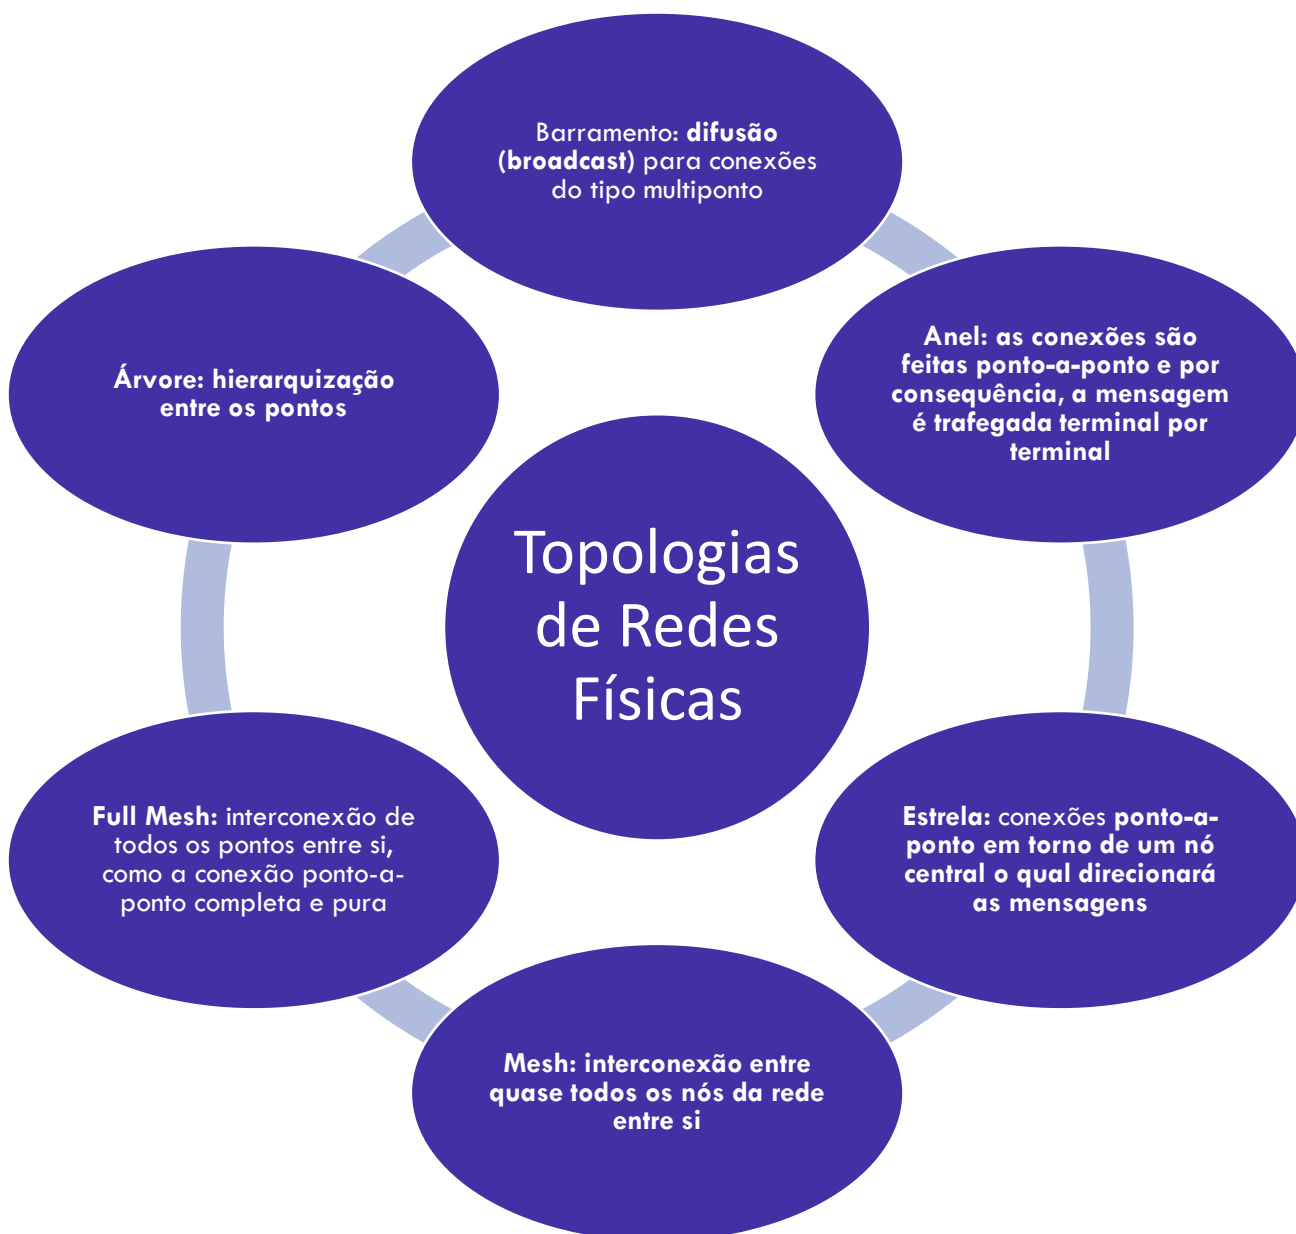 Barramento: difusão
(broadcast) para conexões
do tipo multiponto
Anel: as conexões são
feitas ponto-a-ponto e por
consequência, a mensagem
é trafegada terminal por
terminal
Estrela: conexões ponto-a-
ponto em torno de um nó
central o qual direcionará
as mensagens
Mesh: interconexão entre
quase todos os nós da rede
entre si
Full Mesh: interconexão de
todos os pontos entre si,
como a conexão ponto-a-
ponto completa e pura
Árvore: hierarquização
entre os pontos
Topologias
de Redes
Físicas